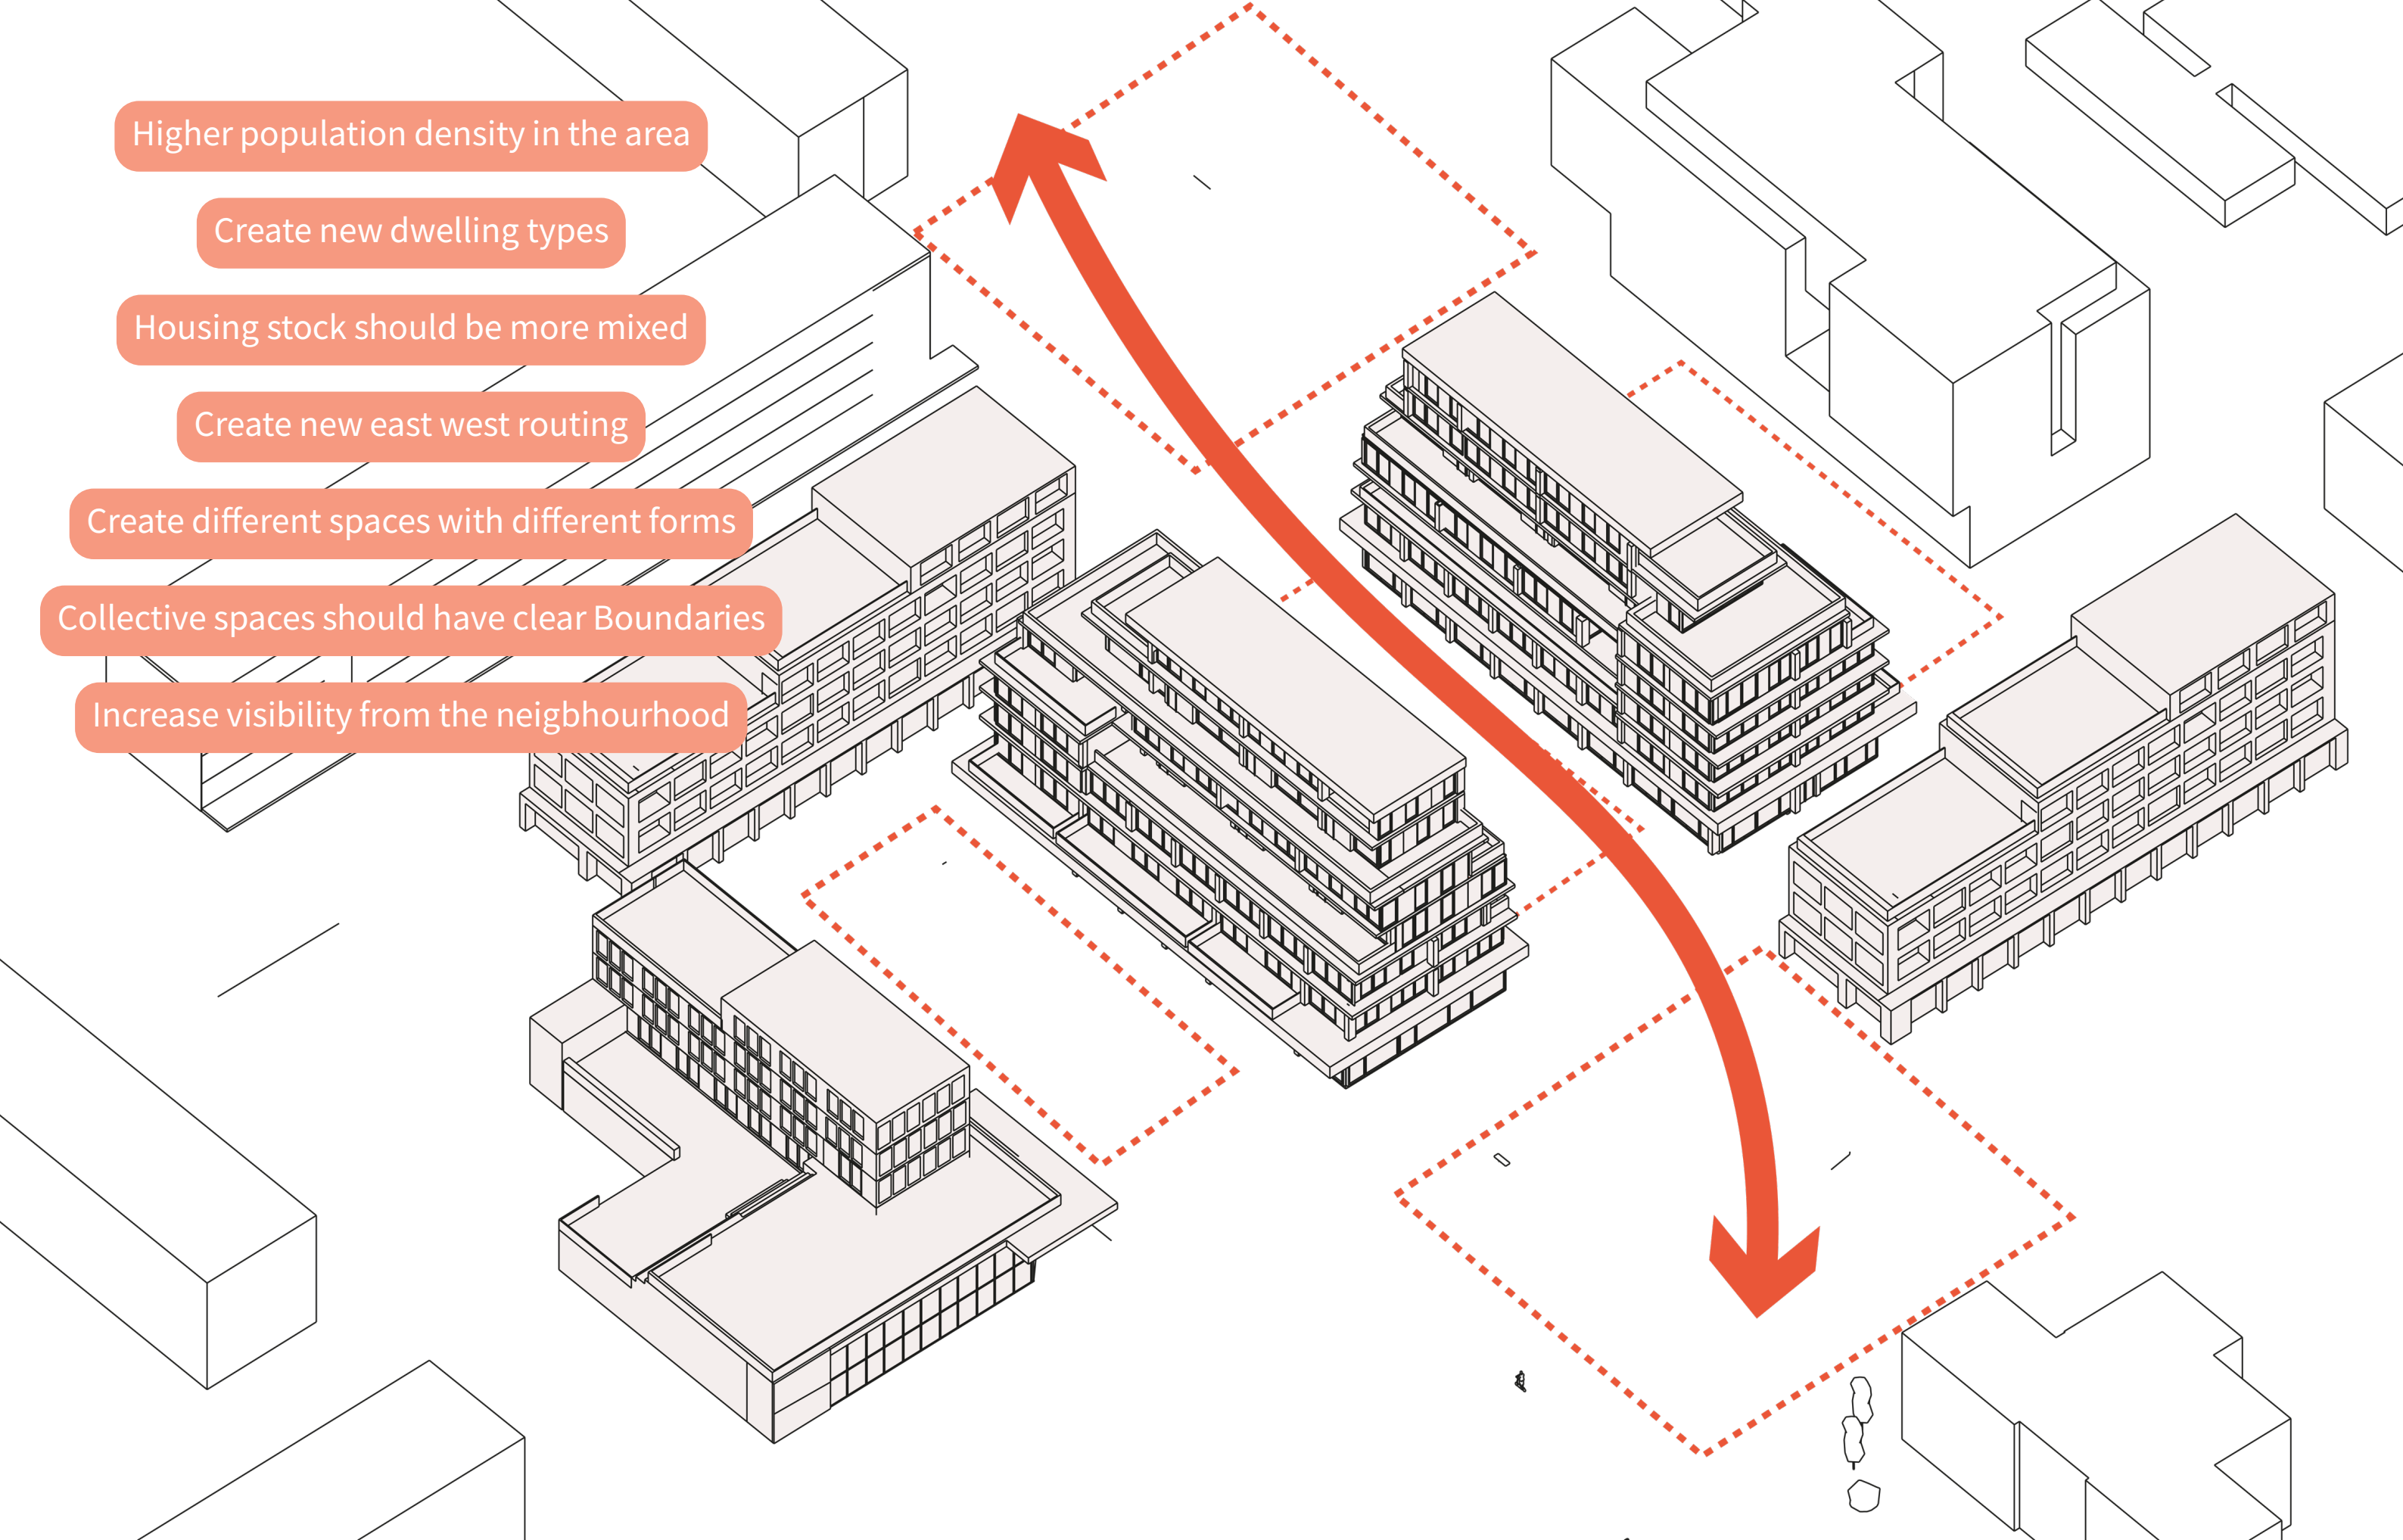 Higher population density in the area
Create new dwelling types
Housing stock should be more mixed
Create new east west routing
Create different spaces with different forms
Collective spaces should have clear Boundaries
Increase visibility from the neigbhourhood